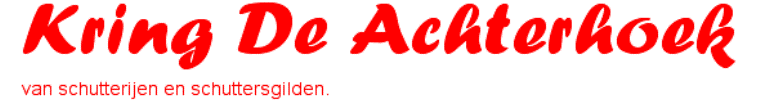 Kring De Achterhoek
van schutterijen en schuttersgilden.